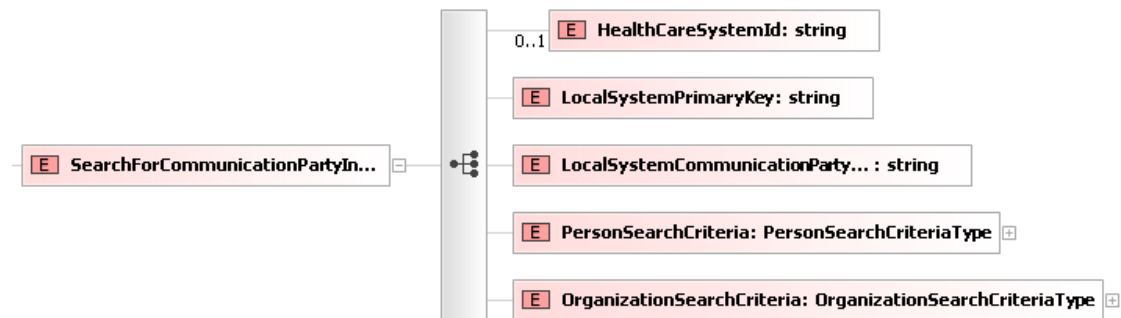 E HealthCareSystemId: string
0..1
E LocalSystemPrimaryKey: string
E SearchForCommunicationPartyIn...
E LocalSystemCommunicationParty... : string
E PersonSearchCriteria: PersonSearchCriteriaType
E OrganizationSearchCriteria: OrganizationSearchCriteriaType